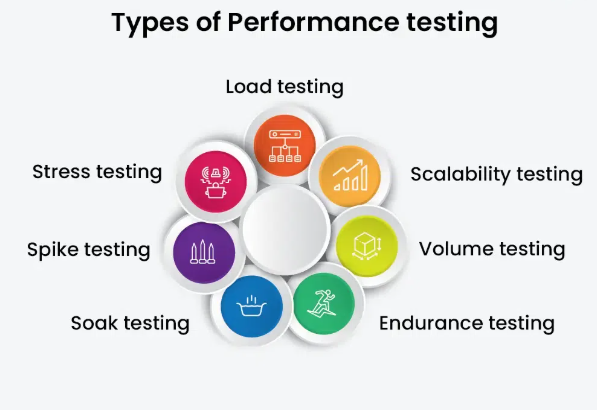 Types of Performance testing
Load testing
Stress testing
Scalability testing
Spike testing
Volume testing
Soak testing
Endurance testing